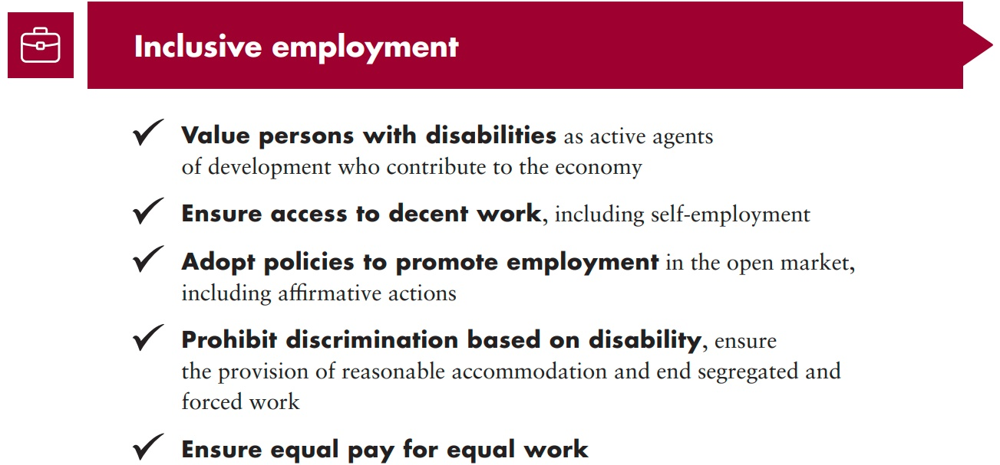 Inclusive employment
Value persons with disabilities as active agents
of development who contribute to the economy
Ensure access to decent work, including self-employment
Adopt policies to promote employment in the open market,
including affirmative actions
Prohibit discrimination based on disability, ensure
the provision of reasonable accommodation and end segregated and
forced work
Ensure equal pay for equal work